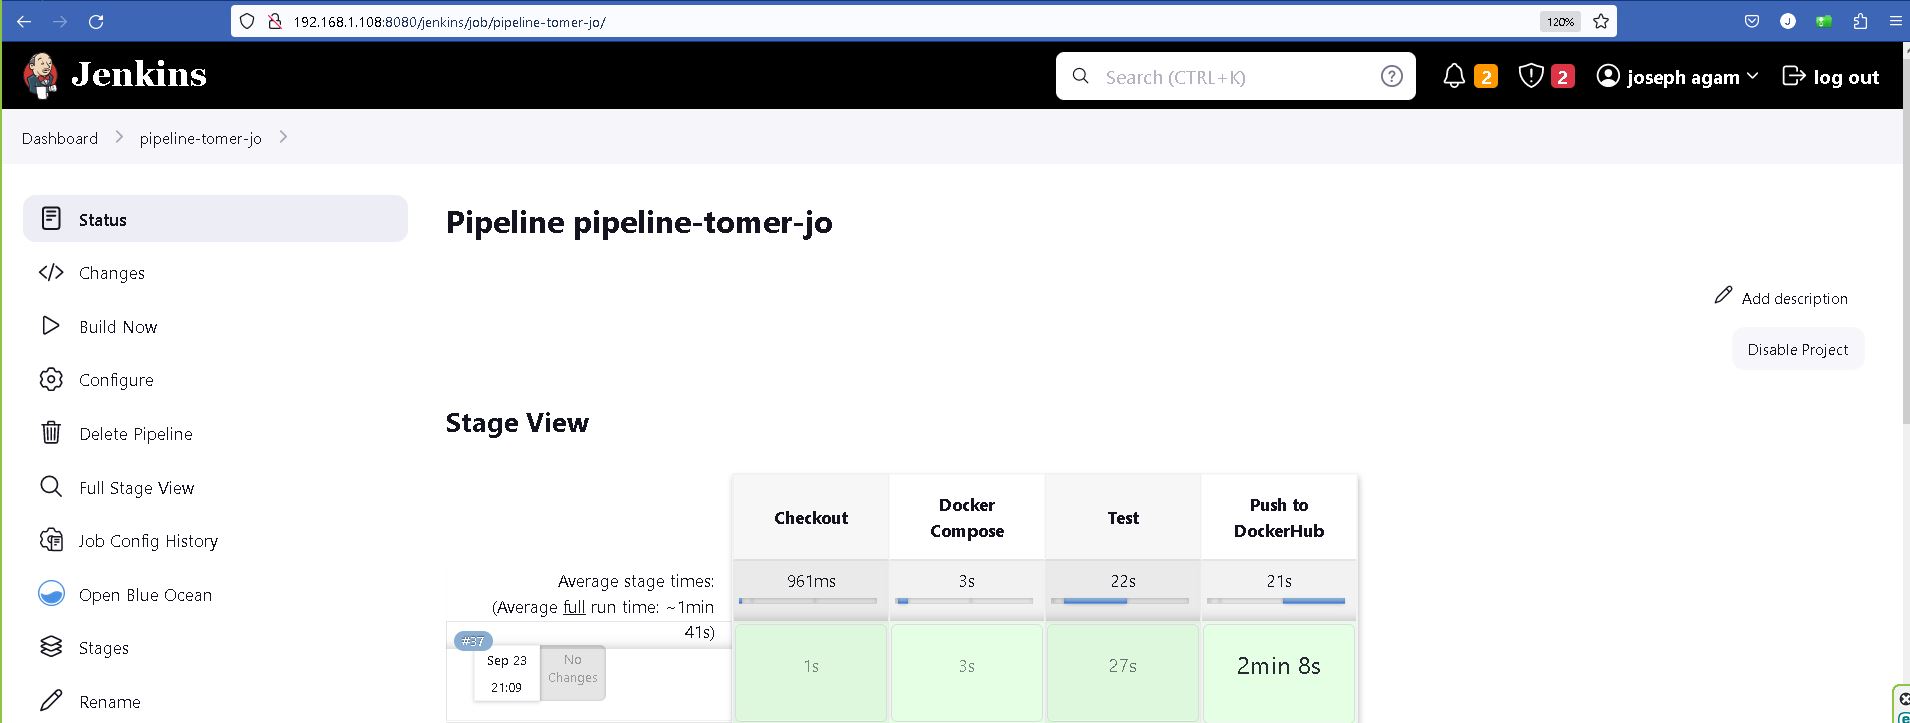 192.168.1.108:8080/jenkins/job/pipeline-tomer-jo/
120%
J
Jenkins
Search (CTRL+K)
?
2
2
joseph agam
log out
Dashboard
pipeline-tomer-jo
Status
Changes
Build Now
Configure
Delete Pipeline
Full Stage View
Job Config History
Open Blue Ocean
Stages
Rename
Pipeline pipeline-tomer-jo
Add description
Disable Project
Stage View
Checkout
Docker
Compose
Test
Push to
DockerHub
Average stage times:
(Average full run time: ~1min
41s)
961ms
3s
22s
21s
#37
Sep 23
21:09
No
Changes
1s
3s
27s
2min 8s